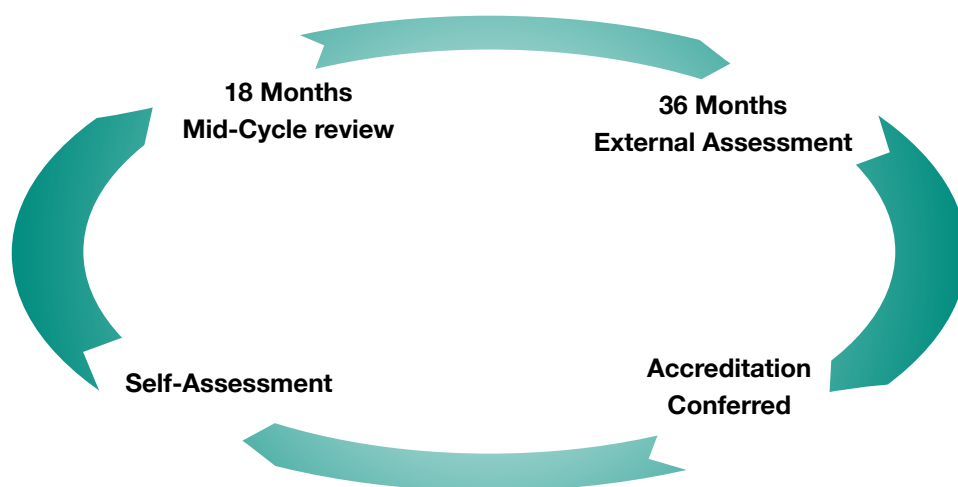 18 Months
Mid-Cycle review
36 Months
External Assessment
Self-Assessment
Accreditation
Conferred